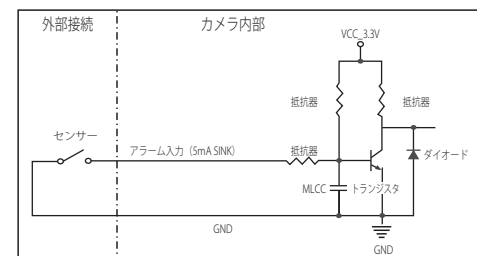 外部接続
カメラ内部
VCC_3.3V
抵抗器
抵抗器
センサー
アラーム入力（5mA SINK）
抵抗器
ダイオード
MLCC
トランジスタ
GND
GND